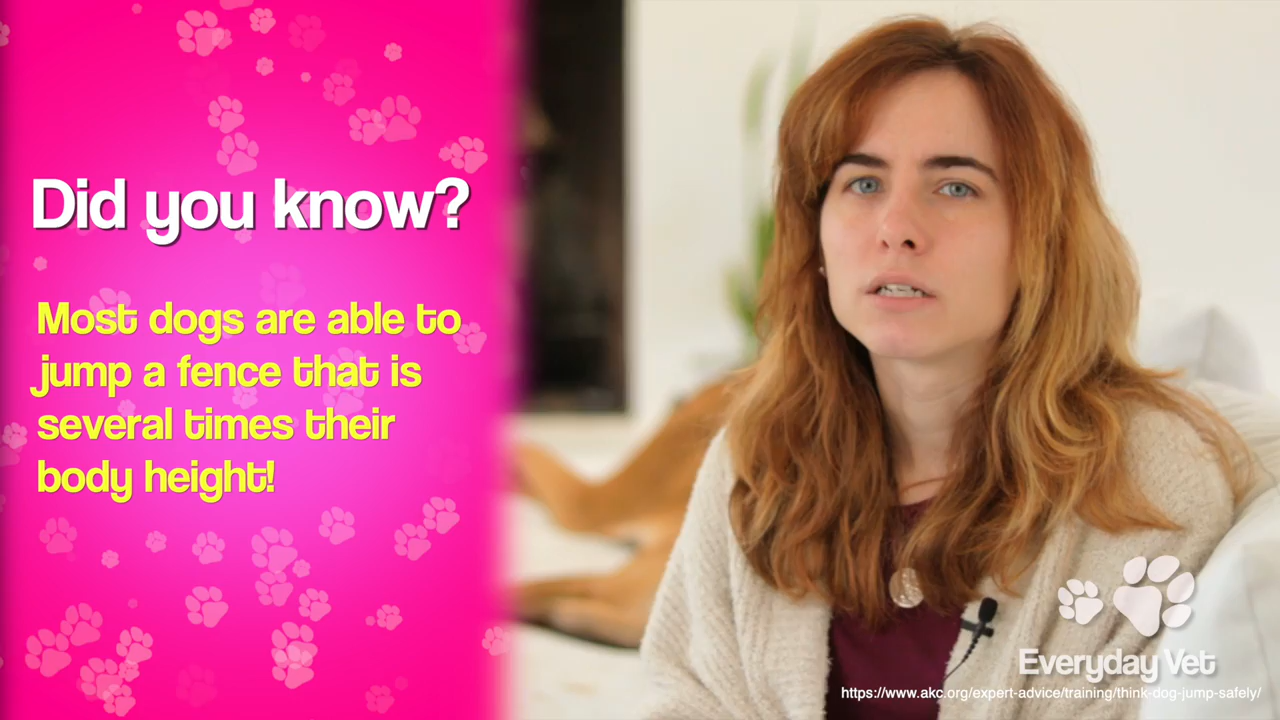 Did you know?
Most dogs are able to
jump a fence that is
several times their
body height!
Everyday Vet
https://www.akc.org/expert-advice/training/think-dog-jump-safely/